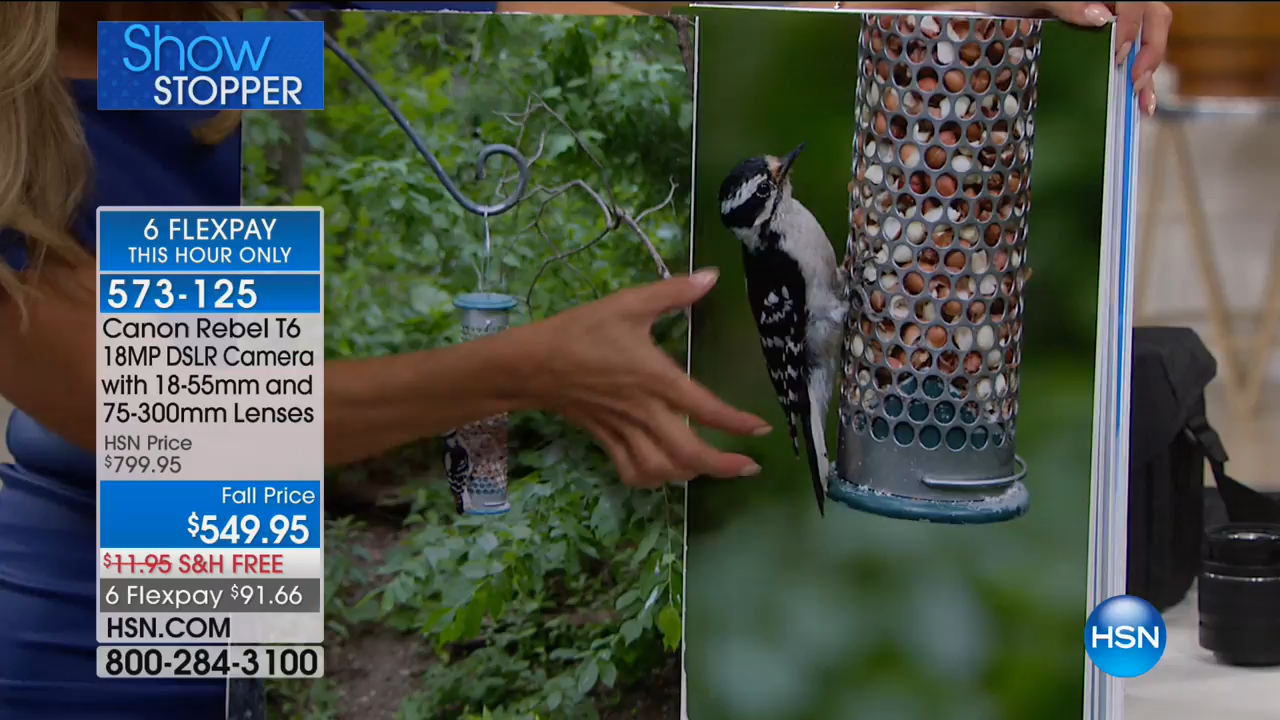 Show
STOPPER
6 FLEXPAY
THIS HOUR ONLY
573-125
Canon Rebel T6
18MP DSLR Camera
with 18-55mm and
75-300mm Lenses
HSN Price
$799.95
Fall Price
$549.95
$11.95 S&H FREE
6 Flexpay $91.66
HSN.COM
800-284-3100
HSN